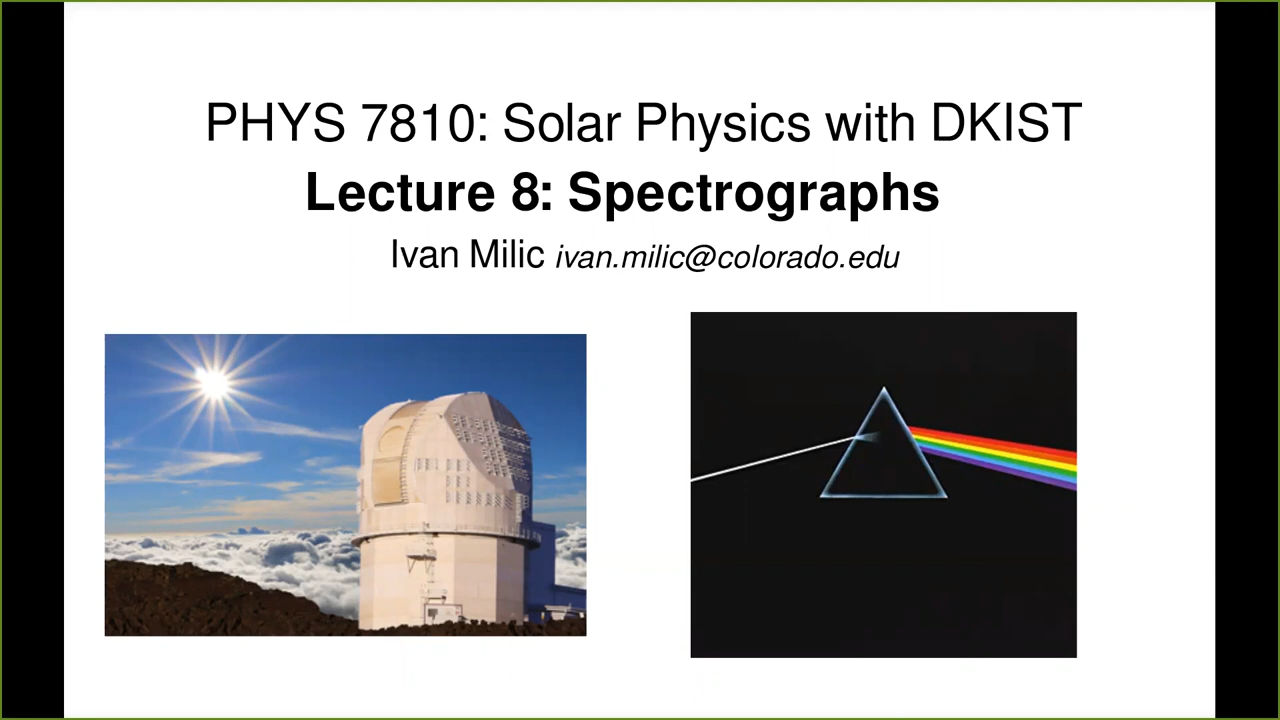 PHYS 7810: Solar Physics with DKIST
Lecture 8: Spectrographs
Ivan Milic ivan.milic@colorado.edu